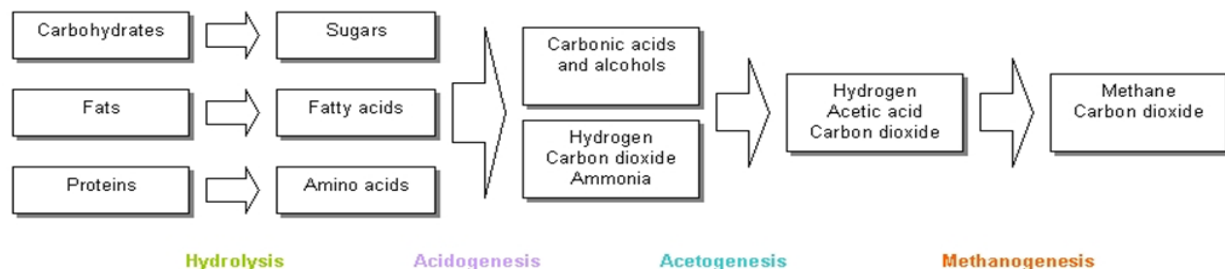 Carbohydrates
Sugars
Fats
Fatty acids
Proteins
Amino acids
Carbonic acids
and alcohols
Hydrogen
Carbon dioxide
Ammonia
Hydrogen
Acetic acid
Carbon dioxide
Methane
Carbon dioxide
Hydrolysis
Acidogenesis
Acetogenesis
Methanogenesis